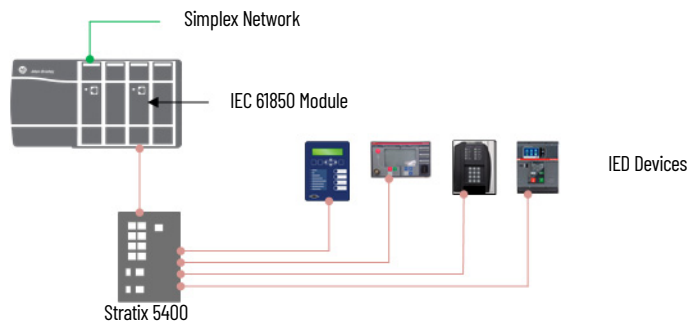 Simplex Network
IEC 61850 Module
IED Devices
Stratix 5400